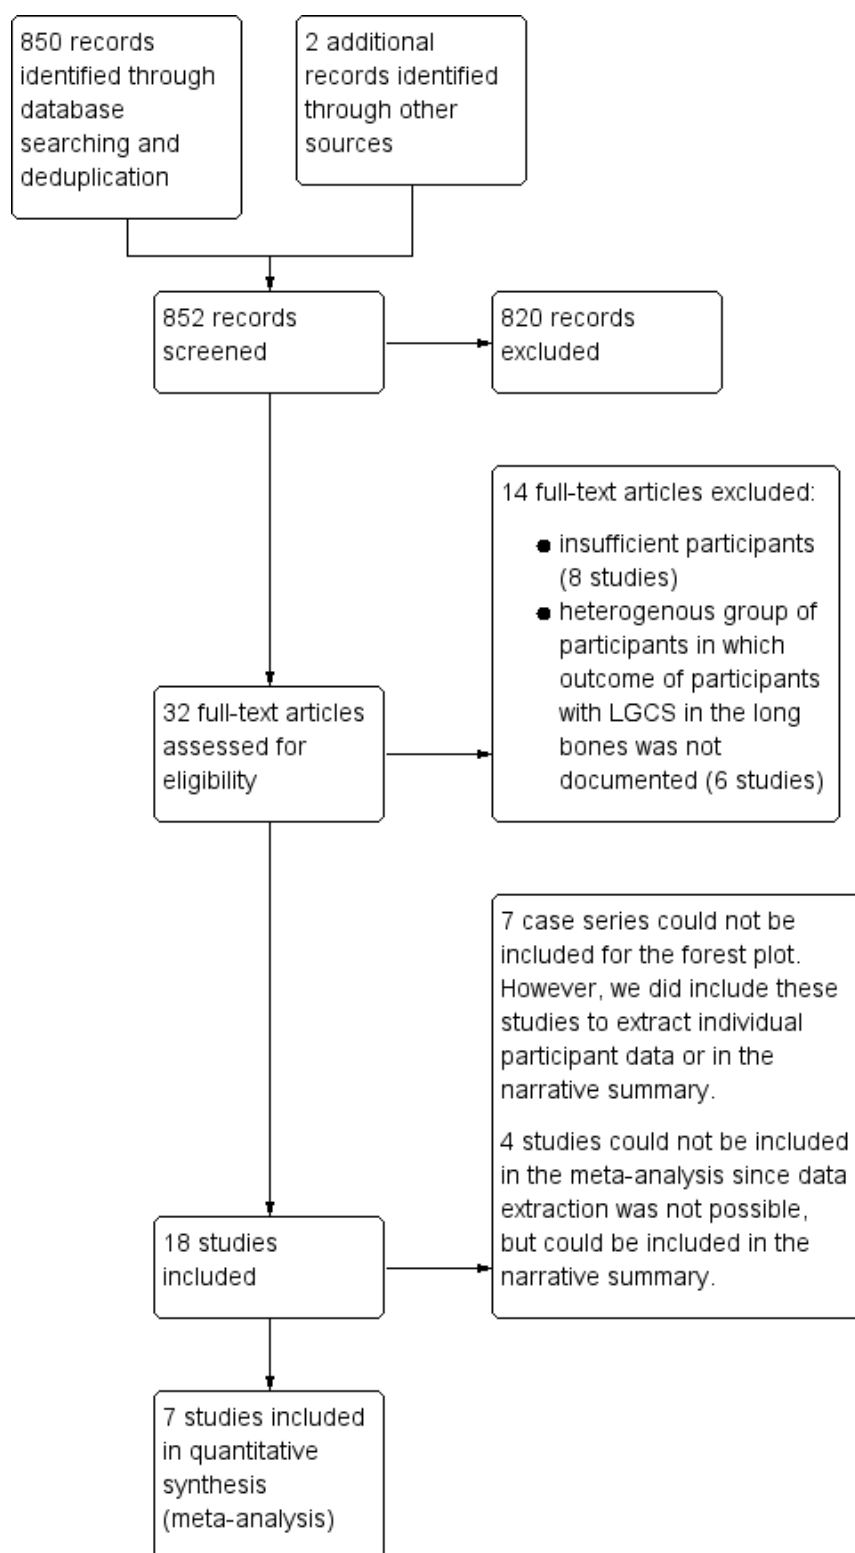 850 records
identified through
database
searching and
deduplication
2 additional
records identified
through other
sources
852 records
screened
820 records
excluded
14 full-text articles excluded:
● insufficient participants
(8 studies)
● heterogenous group of
participants in which
outcome of participants
with LGCS in the long
bones was not
documented (6 studies)
32 full-text articles
assessed for
eligibility
7 case series could not be
included for the forest plot.
However, we did include these
studies to extract individual
participant data or in the
narrative summary.
4 studies could not be included
in the meta-analysis since data
extraction was not possible,
but could be included in the
narrative summary.
18 studies
included
7 studies included
in quantitative
synthesis
(meta-analysis)